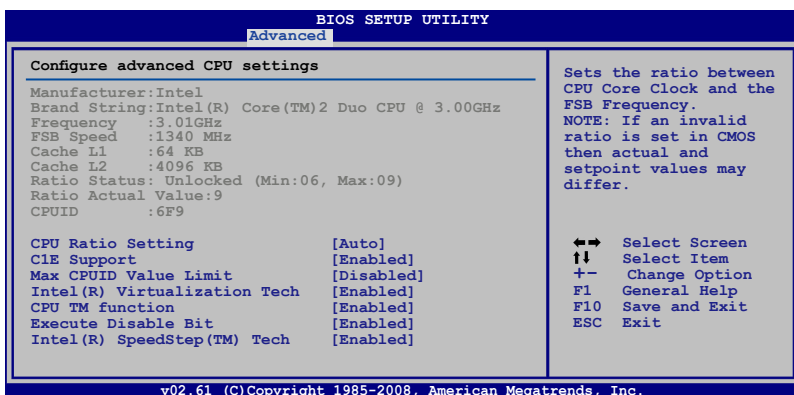 BIOS SETUP UTILITY
Advanced
Configure advanced CPU settings
Manufacturer:Intel
Brand String:Intel(R) Core(TM)2 Duo CPU @ 3.00GHz
Frequency :3.01GHz
FSB Speed :1340 MHz
Cache L1 :64 KB
Cache L2 :4096 KB
Ratio Status: Unlocked (Min:06, Max:09)
Ratio Actual Value:9
CPUID :6F9
CPU Ratio Setting [Auto]
C1E Support [Enabled]
Max CPUID Value Limit [Disabled]
Intel(R) Virtualization Tech [Enabled]
CPU TM function [Enabled]
Execute Disable Bit [Enabled]
Intel(R) SpeedStep(TM) Tech [Enabled]
Sets the ratio between
CPU Core Clock and the
FSB Frequency.
NOTE: If an invalid
ratio is set in CMOS
then actual and
setpoint values may
differ.
←→ Select Screen
↑↓ Select Item
+- Change Option
F1 General Help
F10 Save and Exit
ESC Exit
v02.61 (C)Copyright 1985-2008, American Megatrends, Inc.